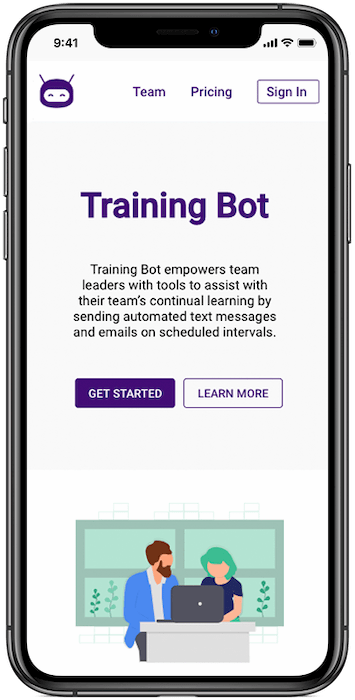 9:41
Team Pricing Sign In
Training Bot
Training Bot empowers team
leaders with tools to assist with
their team's continual learning by
sending automated text messages
and emails on scheduled intervals.
GET STARTED LEARN MORE